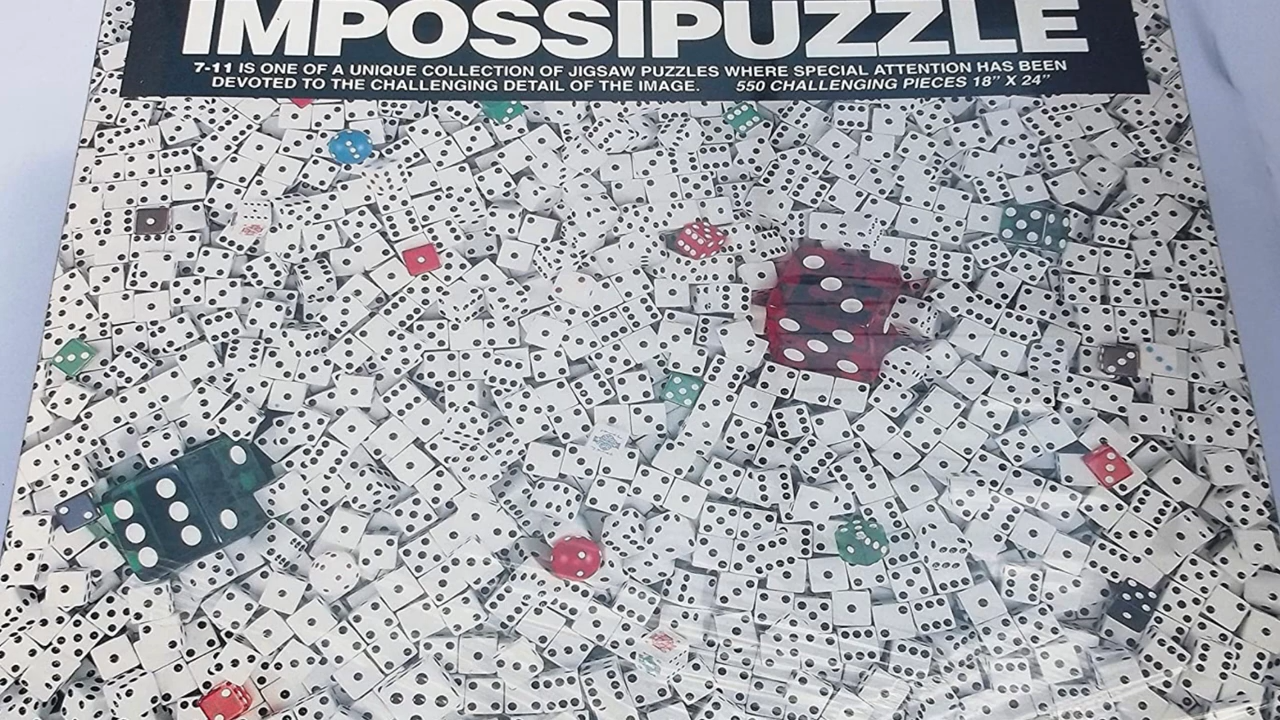 IMPOSSIPUZZLE
7-11 IS ONE OF A UNIQUE COLLECTION OF JIGSAW PUZZLES WHERE SPECIAL ATTENTION HAS BEEN
DEVOTED TO THE CHALLENGING DETAIL OF THE IMAGE. 550 CHALLENGING PIECES 18" X 24"